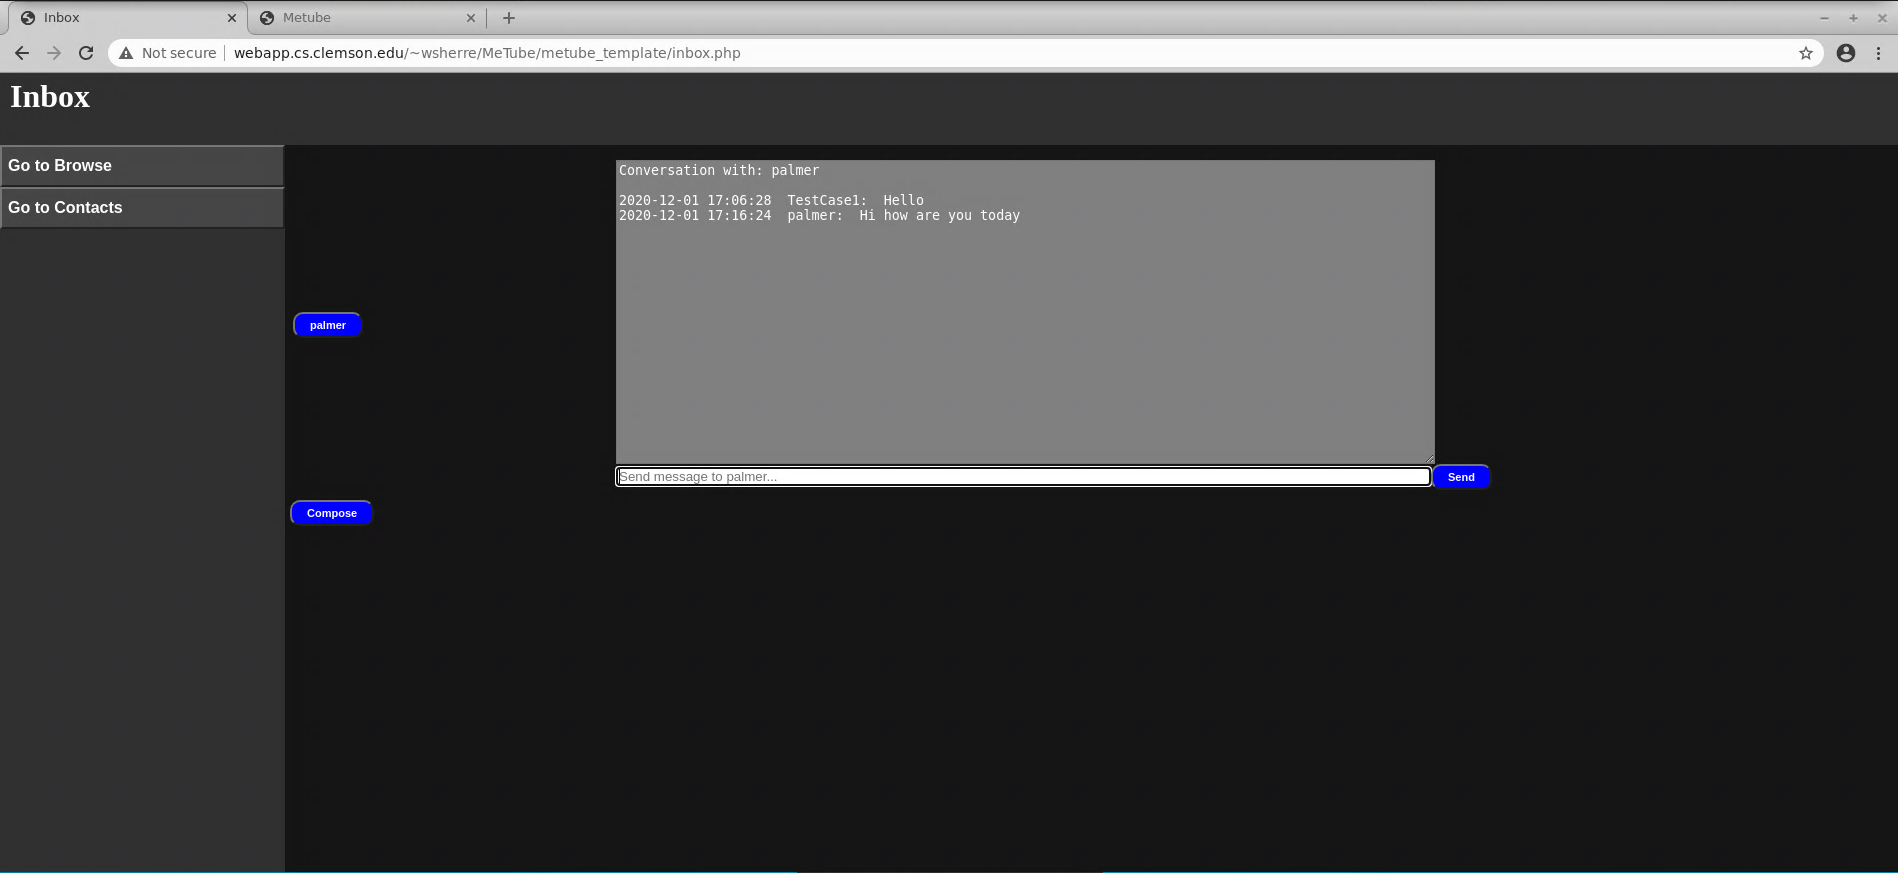 Inbox
Metube
Not secure
webapp.cs.clemson.edu/~wsherre/MeTube/metube_template/inbox.php
Inbox
Go to Browse
Go to Contacts
Conversation with: palmer
2020-12-01 17:06:28  TestCase1:  Hello
2020-12-01 17:16:24  palmer:  Hi how are you today
palmer
Send message to palmer...
Send
Compose